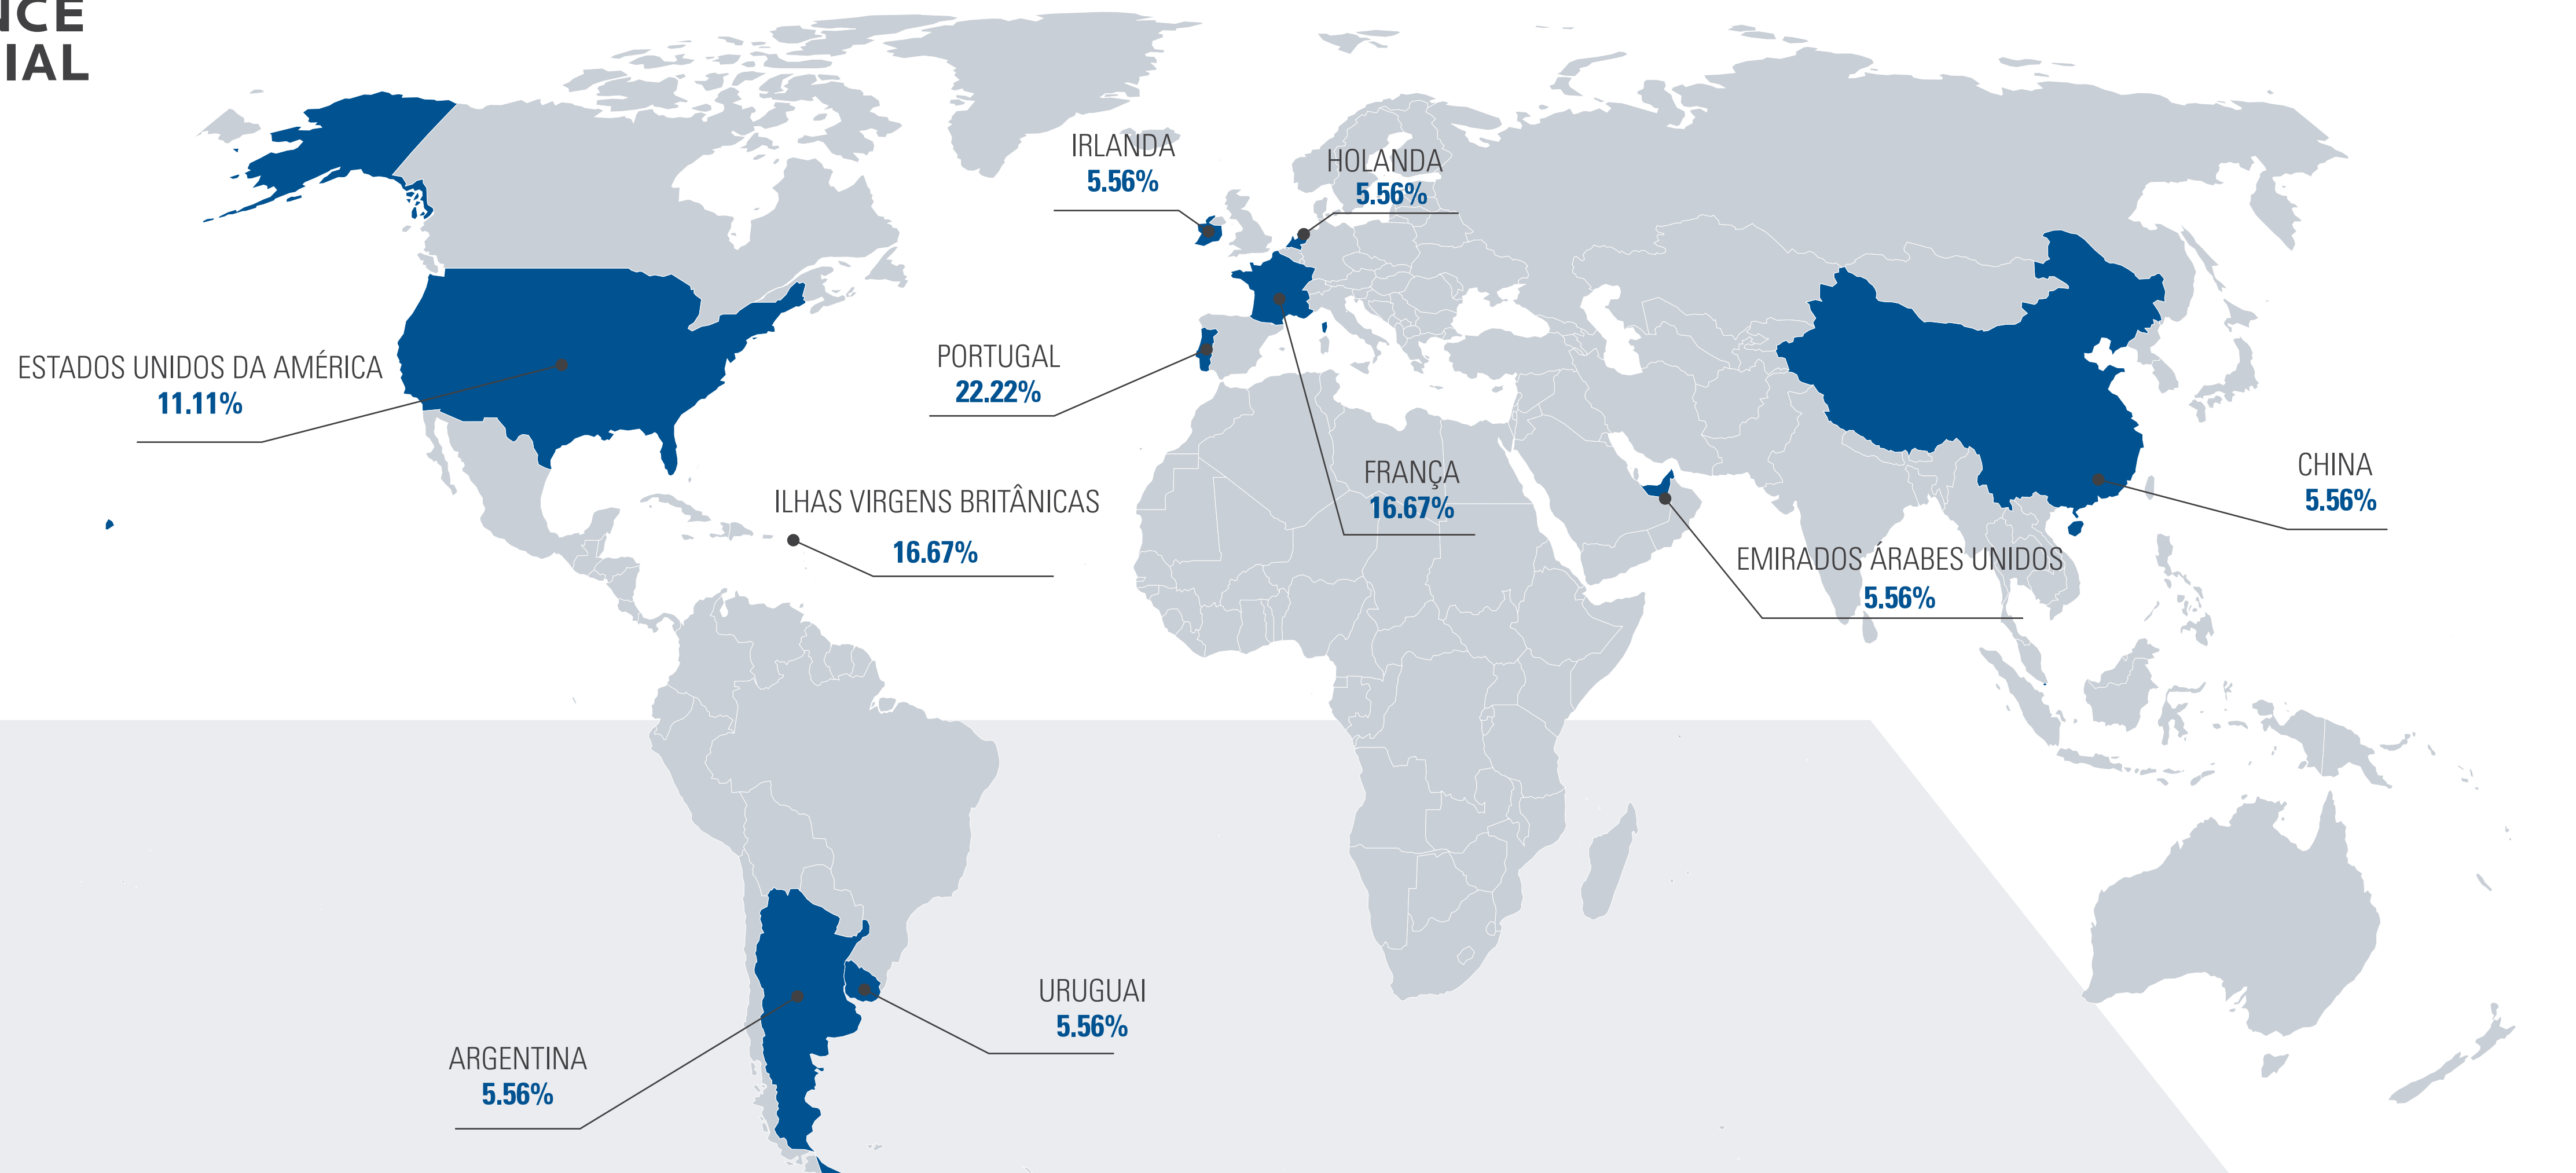 NCE
IAL
IRLANDA
5.56%
HOLANDA
5.56%
ESTADOS UNIDOS DA AMÉRICA
11.11%
PORTUGAL
22.22%
FRANÇA
16.67%
CHINA
5.56%
ILHAS VIRGENS BRITÂNICAS
16.67%
EMIRADOS ÁRABES UNIDOS
5.56%
URUGUAI
5.56%
ARGENTINA
5.56%